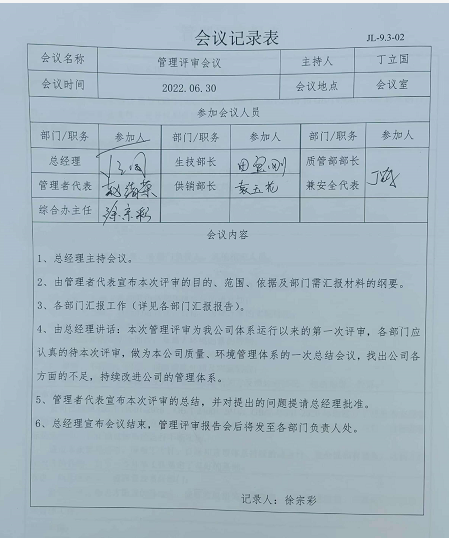 会议记录表
JL-9.3-02
会议名称 管理评审会议 主持人 丁立国
会议时间 2022.06.30 会议地点 会议室
参加会议人员
部门/职务 参加人 部门/职务 参加人 部门/职务 参加人
总经理 生技部长 质管部部长
管理者代表 供销部长 兼安全代表
综合办主任 徐宗彩
会议内容
1、总经理主持会议。
2、由管理者代表宣布本次评审的目的、范围、依据及部门需汇报材料的纲要。
3、各部门汇报工作（详见各部门汇报报告）。
4、由总经理讲话：本次管理评审为我公司体系运行以来的第一次评审，各部门应
认真的待本次评审，做为本公司质量、环境管理体系的一次总结会议，找出公司各
方面的不足，持续改进公司的管理体系。
5、管理者代表宣布本次评审的总结，并对提出的问题提请总经理批准。
6、总经理宣布会议结束，管理评审报告会后将发至各部门负责人处。
记录人：徐宗彩